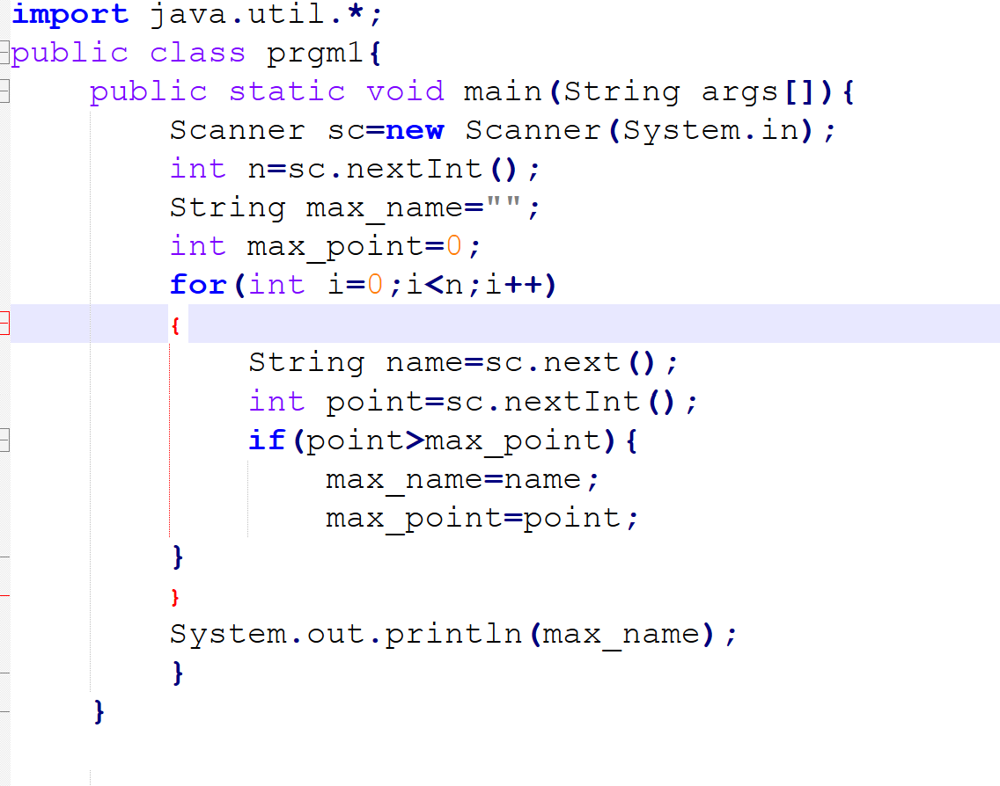 import java.util.*;
public class prgm1{
    public static void main(String args[]){
        Scanner sc=new Scanner(System.in);
        int n=sc.nextInt();
        String max_name="";
        int max_point=0;
        for(int i=0;i<n;i++)
        {
            String name=sc.next();
            int point=sc.nextInt();
            if(point>max_point){
                max_name=name;
                max_point=point;
        }
        }
        System.out.println(max_name);
        }
    }